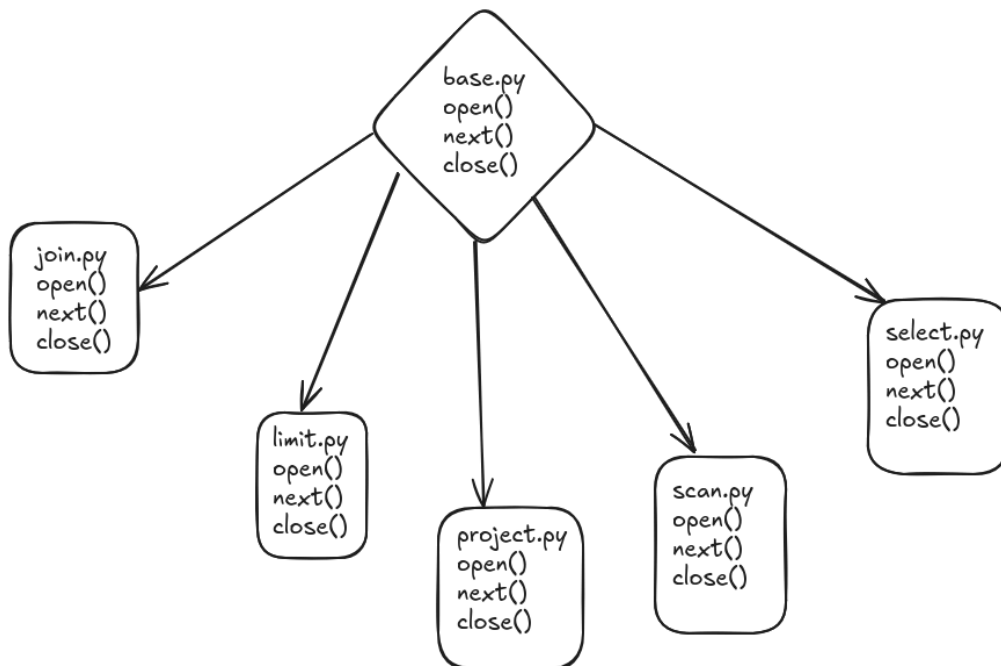 base.py
open()
next()
close()
join.py
open()
next()
close()
limit.py
open()
next()
close()
project.py
open()
next()
close()
scan.py
open()
next()
close()
select.py
open()
next()
close()